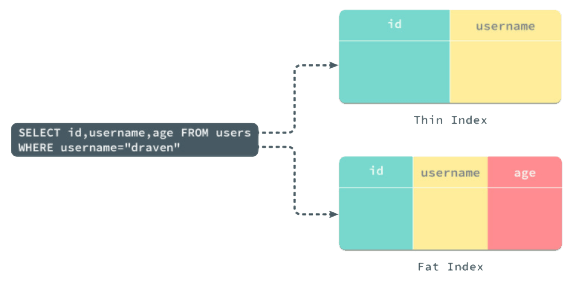 id
username
Thin Index
SELECT id,username,age FROM users
WHERE username="draven"
id
username
age
Fat Index